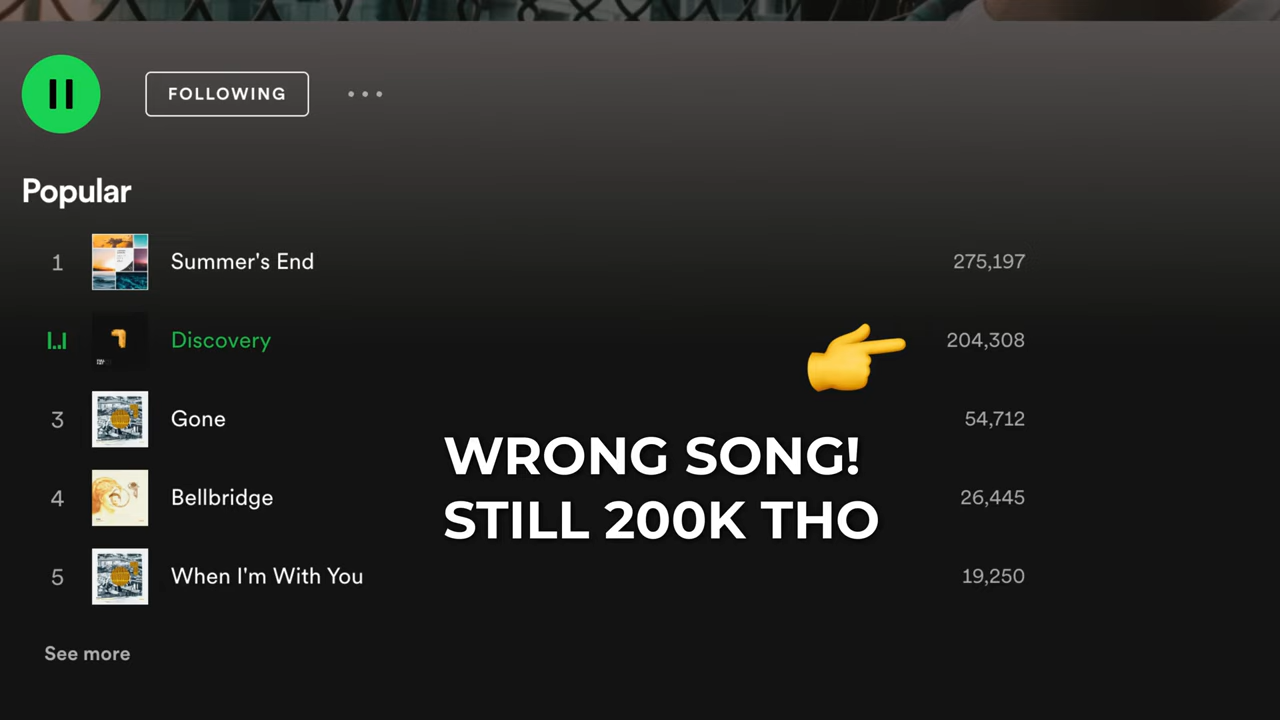 FOLLOWING
Popular
1 Summer's End 275,197
Discovery 204,308
3 Gone 54,712
WRONG SONG!
4 Bellbridge 26,445
STILL 200K THO
5 When I'm With You 19,250
See more